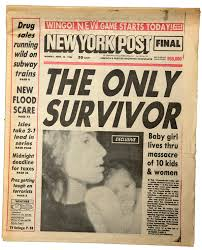 WINGO! NEW GAME STARTS TODAY!
NEW YORK POST
FINAL
Drug
sales
running
wild on
subway
trains
NEW
FLOOD
SCARE
Isles
take 3-1
lead in
series
Midnight
deadline
for taxes
Prez getting
tough on
terrorists
THE ONLY
SURVIVOR
EXCLUSIVE
Baby girl
lives thru
massacre
of 10 kids
& women